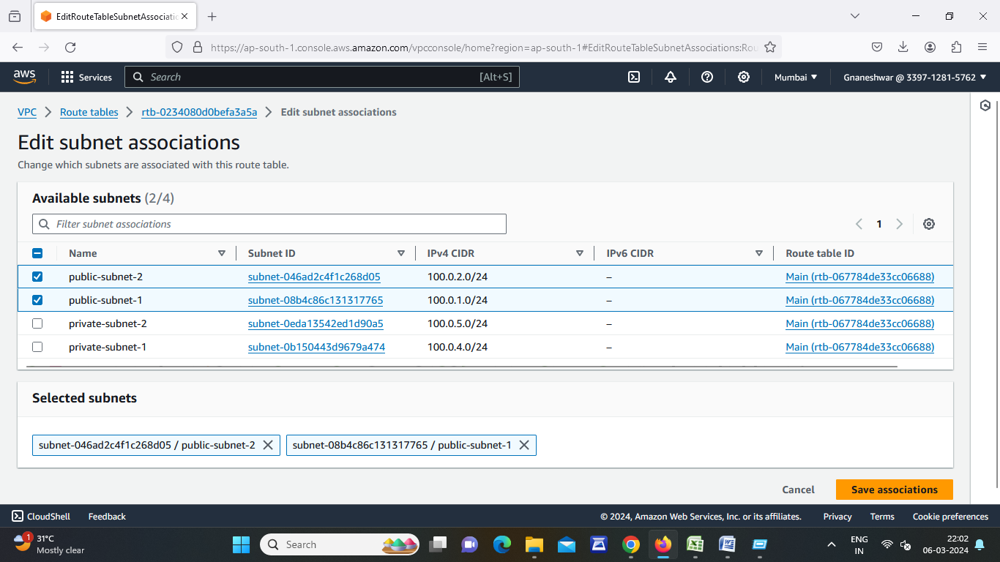 EditRouteTableSubnetAssociatio
https://ap-south-1.console.aws.amazon.com/vpcconsole/home?region=ap-south-1#EditRouteTableSubnetAssociations:Rou
aws Services Search [Alt+S] Mumbai Gnaneshwar @ 3397-1281-5762
VPC Route tables rtb-0234080d0befa3a5a Edit subnet associations
Edit subnet associations
Change which subnets are associated with this route table.
Available subnets (2/4)
Filter subnet associations
1
Name Subnet ID IPv4 CIDR IPv6 CIDR Route table ID
public-subnet-2 subnet-046ad2c4f1c268d05 100.0.2.0/24 – Main (rtb-067784de33cc06688)
public-subnet-1 subnet-08b4c86c131317765 100.0.1.0/24 – Main (rtb-067784de33cc06688)
private-subnet-2 subnet-0eda13542ed1d90a5 100.0.5.0/24 – Main (rtb-067784de33cc06688)
private-subnet-1 subnet-0b150443d9679a474 100.0.4.0/24 – Main (rtb-067784de33cc06688)
Selected subnets
subnet-046ad2c4f1c268d05 / public-subnet-2 subnet-08b4c86c131317765 / public-subnet-1
Cancel Save associations
CloudShell Feedback © 2024, Amazon Web Services, Inc. or its affiliates. Privacy Terms Cookie preferences
1
31°C
Mostly clear
Search
ENG
IN
22:02
06-03-2024